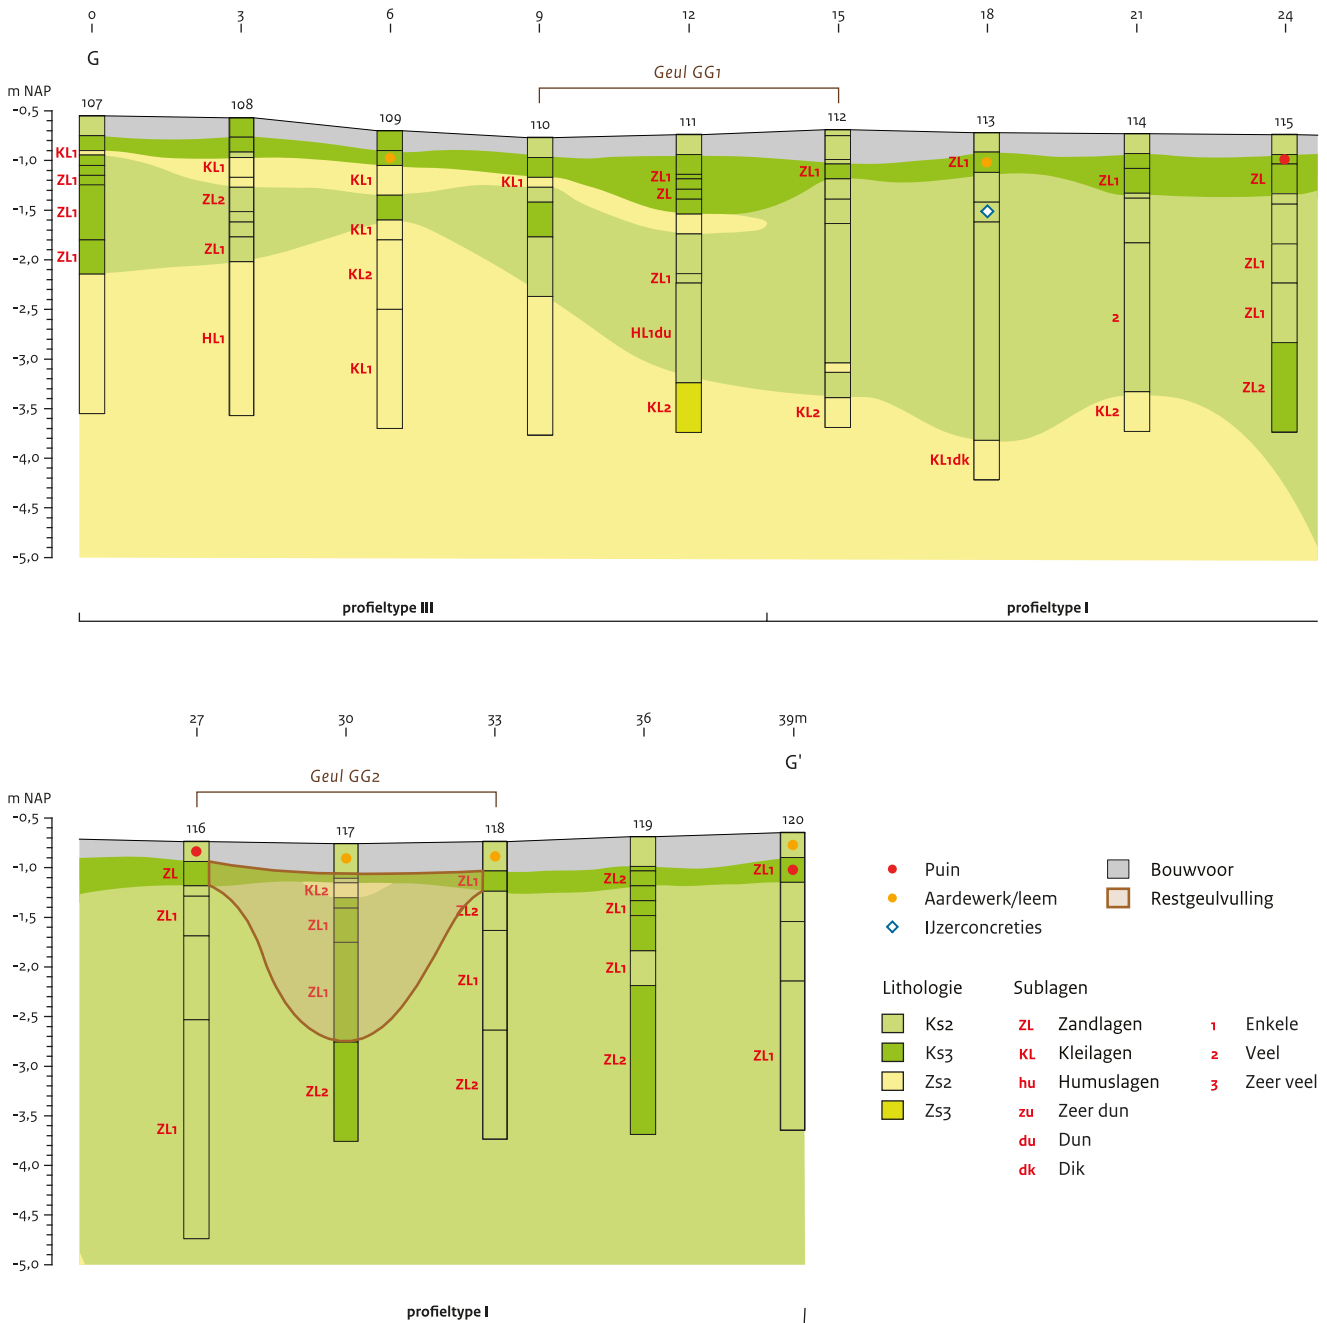 0 3 6 9 12 15 18 21 24
G
Geul GG1
m NAP
107 108 109 110 111 112 113 114 115
-0,5
-1,0
-1,5
-2,0
-2,5
-3,0
-3,5
-4,0
-4,5
-5,0
KL1
ZL1
ZL1
ZL1
KL1
ZL2
ZL1
HL1
KL1
KL1
KL2
KL1
KL1
ZL1
ZL
ZL1
HL1du
KL2
ZL1
KL2
ZL1
KL1dk
ZL1
2
KL2
ZL
ZL1
ZL1
ZL2
profieltype III profieltype I
27 30 33 36 39m
G'
Geul GG2
m NAP
116 117 118 119 120
-0,5
-1,0
-1,5
-2,0
-2,5
-3,0
-3,5
-4,0
-4,5
-5,0
ZL
ZL1
ZL1
KL2
ZL1
ZL1
ZL2
ZL1
ZL2
ZL1
ZL2
ZL2
ZL1
ZL1
ZL2
ZL1
ZL1
profieltype I
Puin
Aardewerk/leem
IJzerconcreties
Bouwvoor
Restgeulvulling
Lithologie
Ks2
Ks3
Zs2
Zs3
Sublagen
ZL Zandlagen
KL Kleilagen
hu Humuslagen
zu Zeer dun
du Dun
dk Dik
1 Enkele
2 Veel
3 Zeer veel